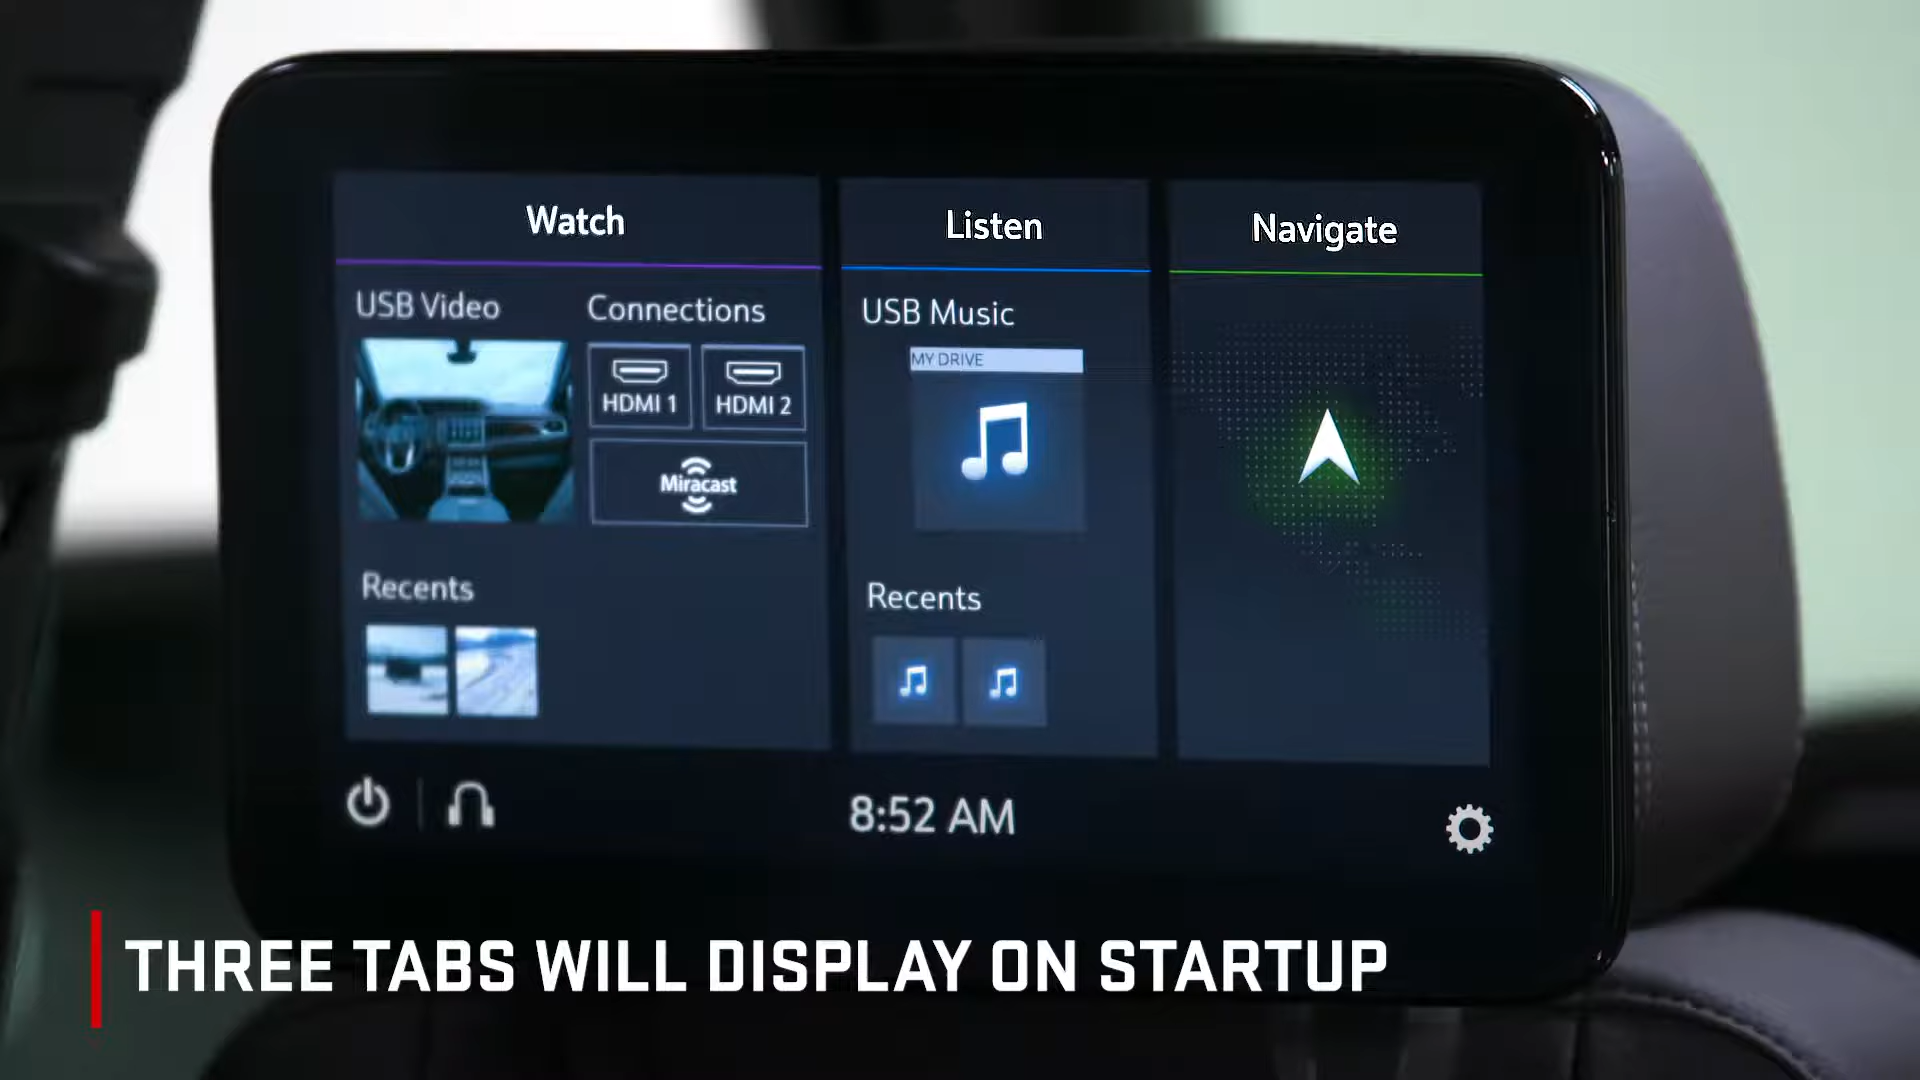 Watch
Listen
Navigate
USB Video
Connections
USB Music
MY DRIVE
HDMI 1
HDMI 2
Miracast
Recents
Recents
8:52 AM
THREE TABS WILL DISPLAY ON STARTUP